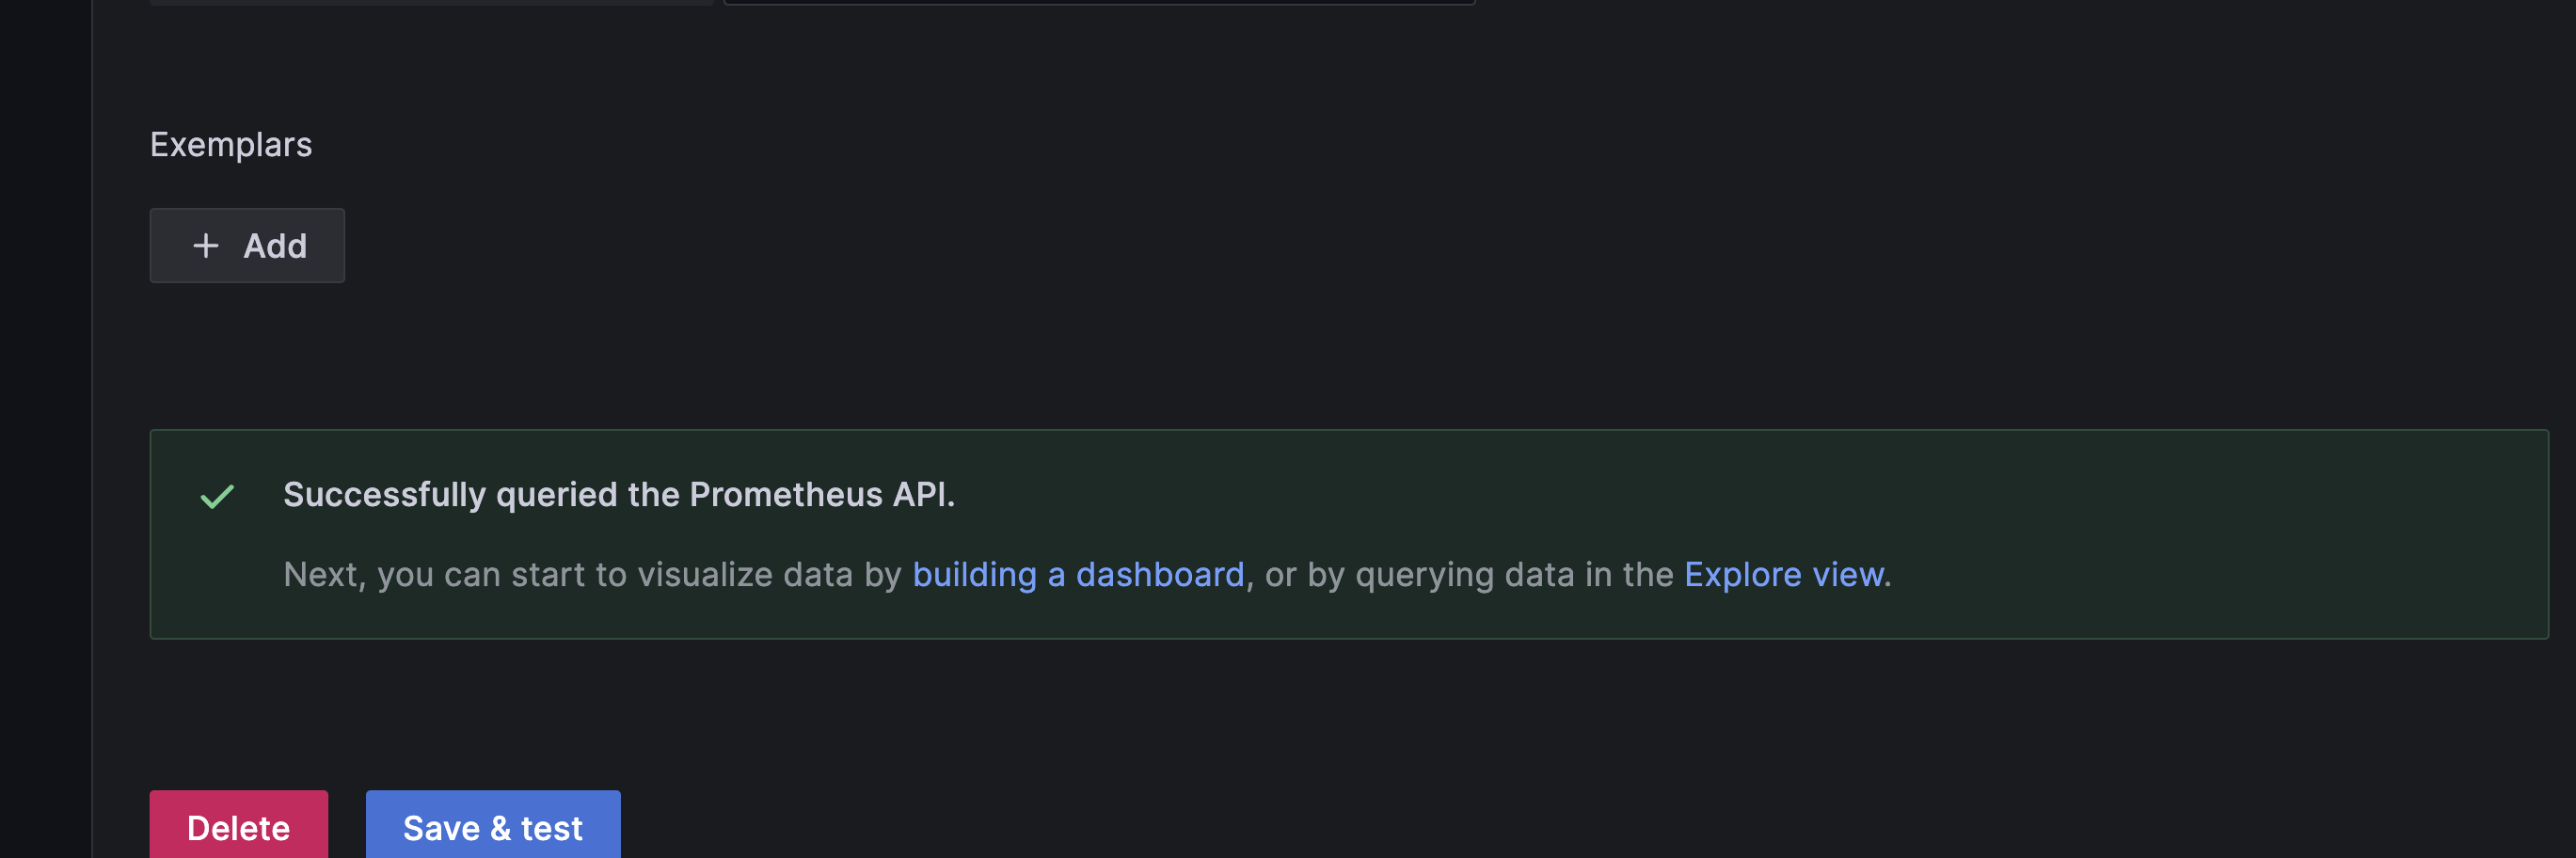 Exemplars
+ Add
Successfully queried the Prometheus API.
Next, you can start to visualize data by building a dashboard, or by querying data in the Explore view.
Delete
Save & test